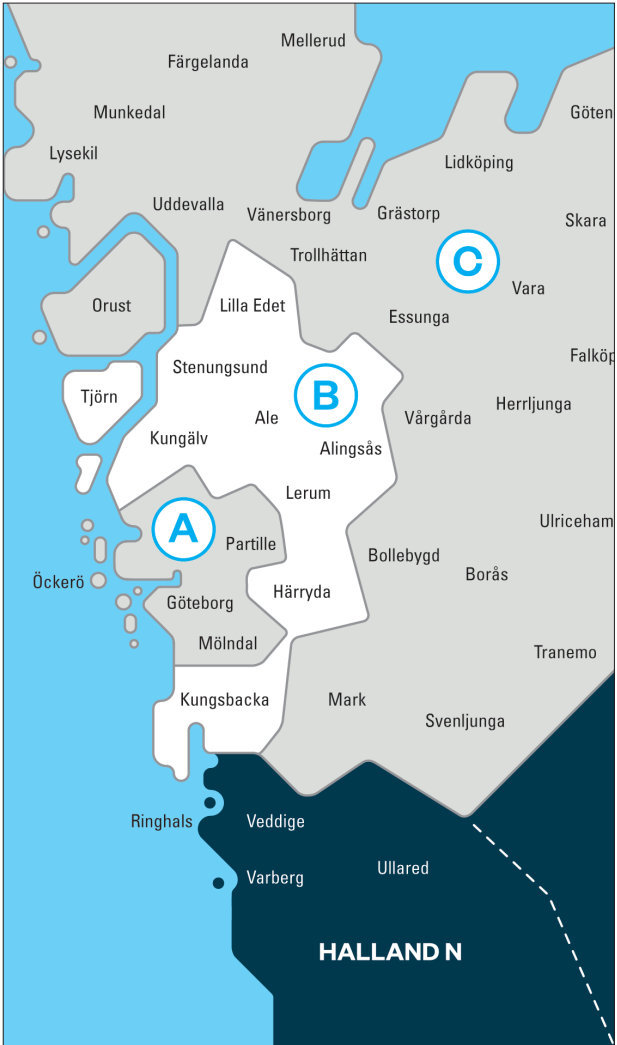 Mellerud
Färgelanda
Munkedal
Göten
Lysekil
Lidköping
Uddevalla
Vänersborg
Grästorp
Skara
Trollhättan
C
Vara
Orust
Lilla Edet
Essunga
Stenungsund
Falköp
Tjörn
B
Herrljunga
Ale
Vårgårda
Kungälv
Alingsås
Lerum
A
Ulriceham
Partille
Bollebygd
Borås
Öckerö
Härryda
Göteborg
Mölndal
Tranemo
Kungsbacka
Mark
Svenljunga
Ringhals
Veddige
Ullared
Varberg
HALLAND N